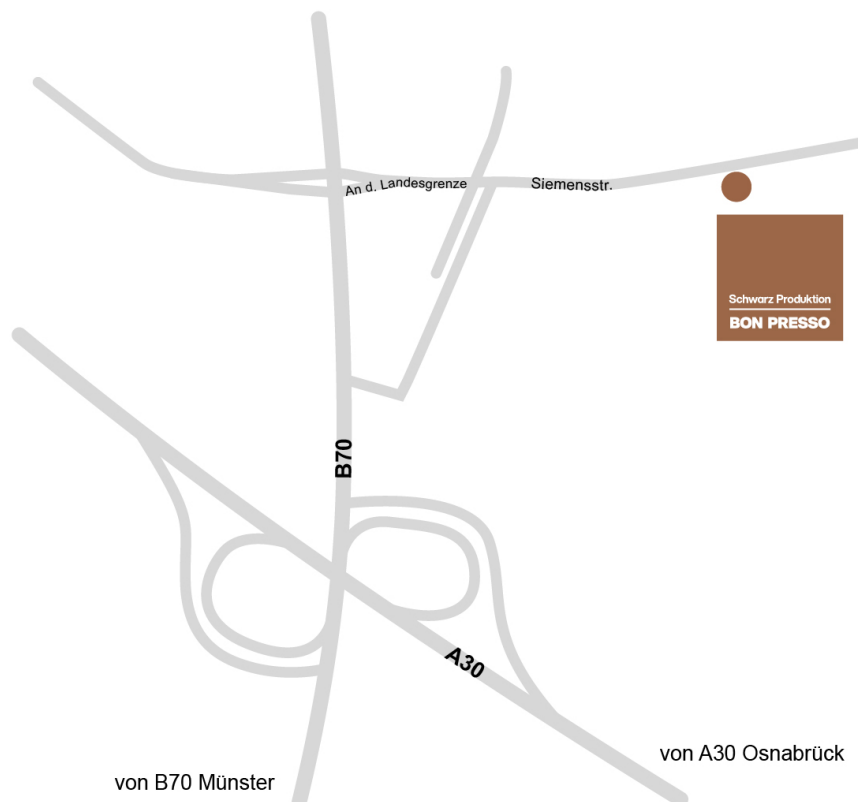 An d. Landesgrenze
Siemensstr.
Schwarz Produktion
BON PRESSO
B70
A30
von A30 Osnabrück
von B70 Münster